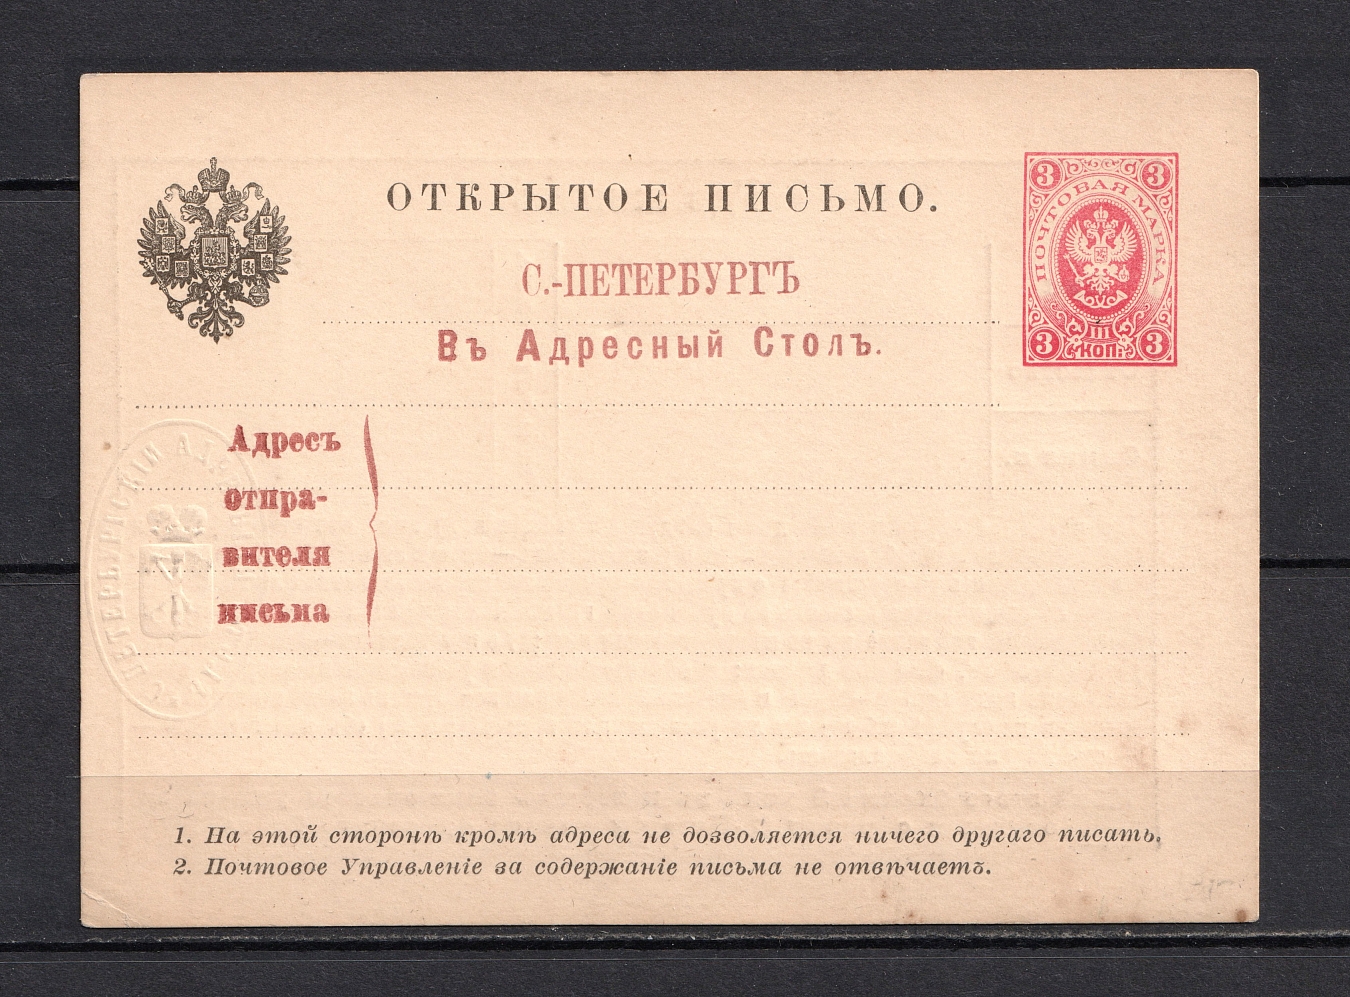 ОТКРЫТОЕ ПИСЬМО.
3 3
ПОЧТОВАЯ МАРКА
III
3 КОП. 3
С.-ПЕТЕРБУРГЪ
Въ Адресный Столъ.
Адресъ
отпра-
вителя
письма
1. На этой сторонѣ кромѣ адреса не дозволяется ничего другаго писать.
2. Почтовое Управленіе за содержаніе письма не отвѣчаетъ.